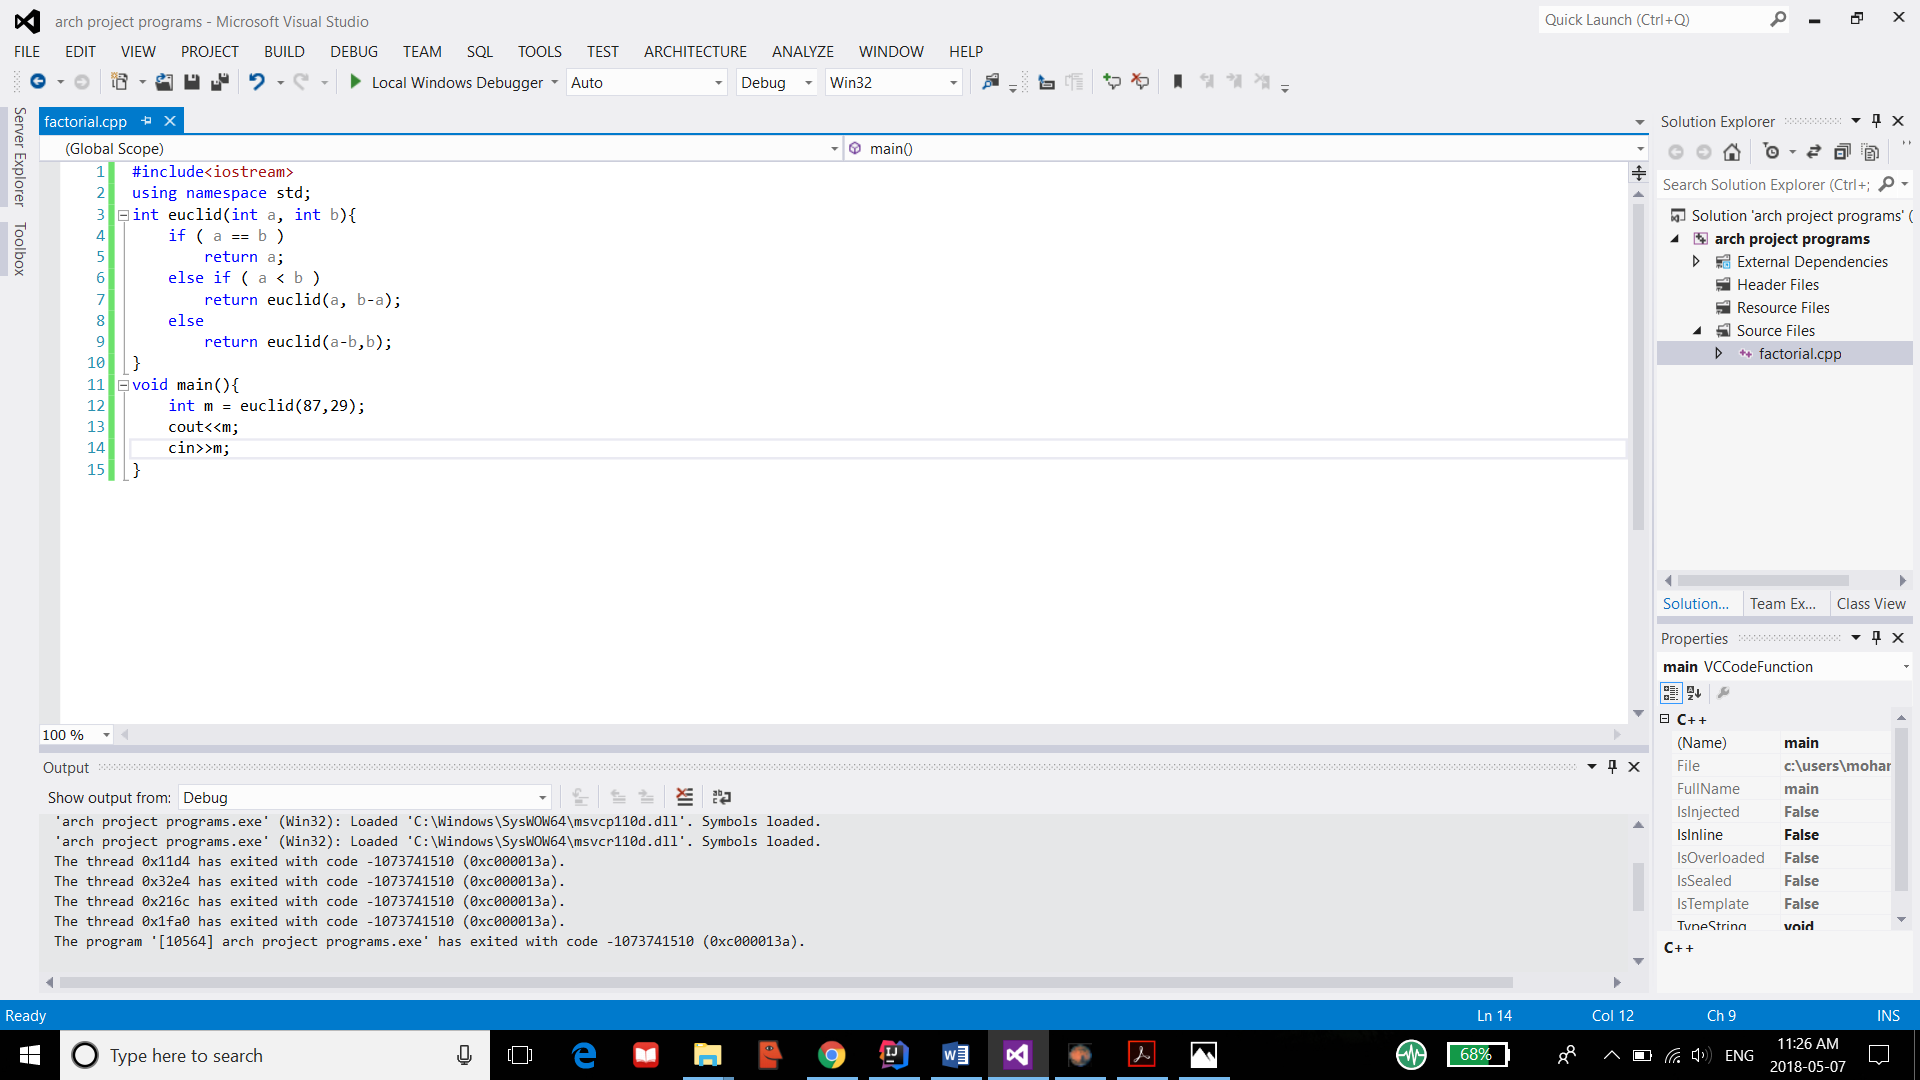 arch project programs - Microsoft Visual Studio
Quick Launch (Ctrl+Q)
FILE EDIT VIEW PROJECT BUILD DEBUG TEAM SQL TOOLS TEST ARCHITECTURE ANALYZE WINDOW HELP
Local Windows Debugger Auto Debug Win32
Server Explorer
Toolbox
factorial.cpp
(Global Scope) main()
1 #include<iostream>
2 using namespace std;
3 int euclid(int a, int b){
4 if ( a == b )
5 return a;
6 else if ( a < b )
7 return euclid(a, b-a);
8 else
9 return euclid(a-b,b);
10 }
11 void main(){
12 int m = euclid(87,29);
13 cout<<m;
14 cin>>m;
15 }
100 %
Output
Show output from: Debug
'arch project programs.exe' (Win32): Loaded 'C:\Windows\SysWOW64\msvcp110d.dll'. Symbols loaded.
'arch project programs.exe' (Win32): Loaded 'C:\Windows\SysWOW64\msvcr110d.dll'. Symbols loaded.
The thread 0x11d4 has exited with code -1073741510 (0xc000013a).
The thread 0x32e4 has exited with code -1073741510 (0xc000013a).
The thread 0x216c has exited with code -1073741510 (0xc000013a).
The thread 0x1fa0 has exited with code -1073741510 (0xc000013a).
The program '[10564] arch project programs.exe' has exited with code -1073741510 (0xc000013a).
Solution Explorer
Search Solution Explorer (Ctrl+;
Solution 'arch project programs' (
arch project programs
External Dependencies
Header Files
Resource Files
Source Files
factorial.cpp
Solution... Team Ex... Class View
Properties
main VCCodeFunction
C++
(Name) main
File c:\users\mohar
FullName main
IsInjected False
IsInline False
IsOverloaded False
IsSealed False
IsTemplate False
TypeString void
C++
Ready Ln 14 Col 12 Ch 9 INS
Type here to search
68%
ENG
11:26 AM
2018-05-07